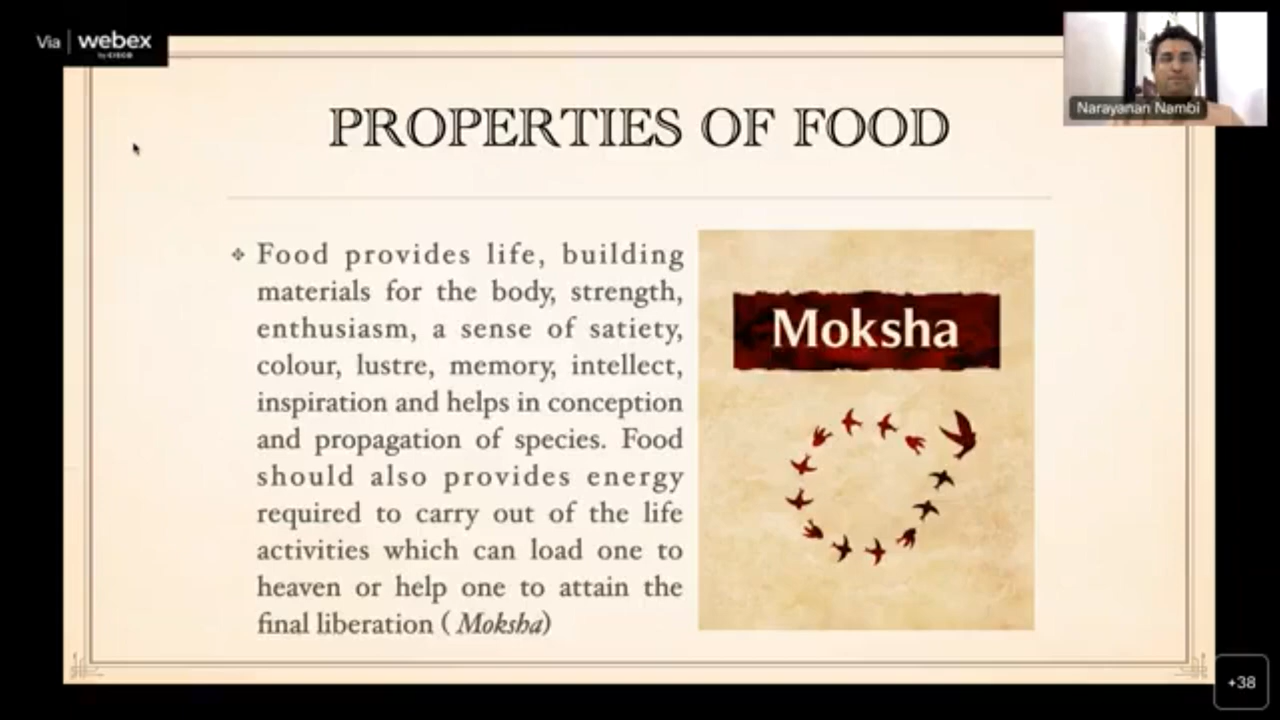 Via webex
by CISCO
Narayanan Nambi
PROPERTIES OF FOOD
❖ Food provides life, building
materials for the body, strength,
enthusiasm, a sense of satiety,
colour, lustre, memory, intellect,
inspiration and helps in conception
and propagation of species. Food
should also provides energy
required to carry out of the life
activities which can load one to
heaven or help one to attain the
final liberation ( Moksha)
Moksha
+38